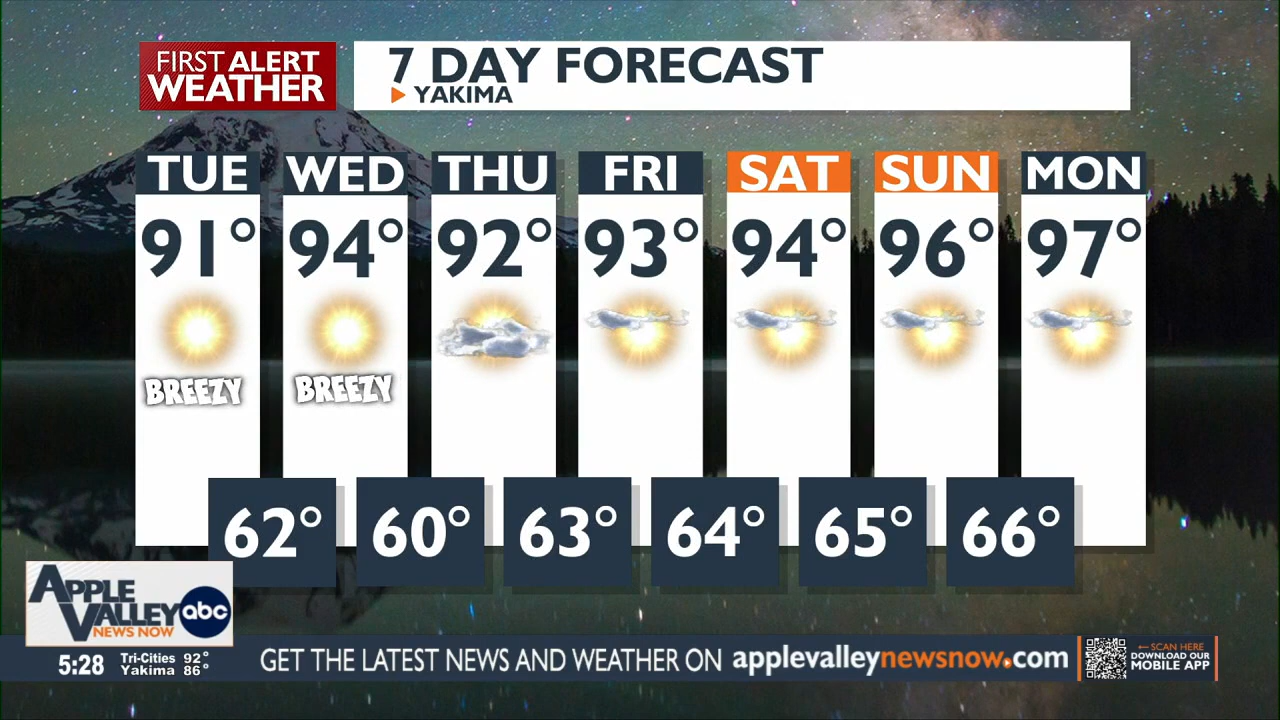 FIRST ALERT
WEATHER
7 DAY FORECAST
YAKIMA
TUE WED THU FRI SAT SUN MON
91° 94° 92° 93° 94° 96° 97°
BREEZY BREEZY
62° 60° 63° 64° 65° 66°
APPLE
VALLEY abc
NEWS NOW
5:28 Tri-Cities 92°
Yakima 86°
GET THE LATEST NEWS AND WEATHER ON applevalleynewsnow.com
SCAN HERE
DOWNLOAD OUR
MOBILE APP